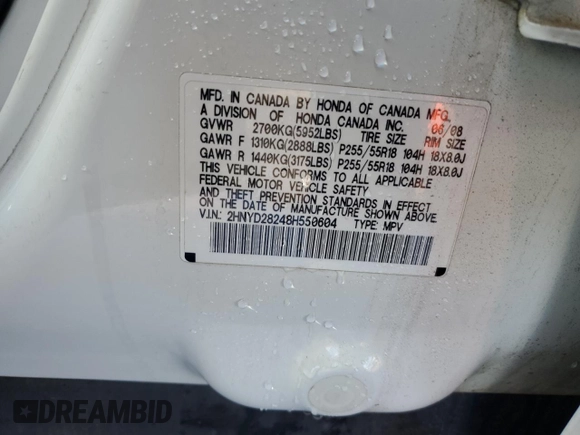 MFD. IN CANADA BY HONDA OF CANADA MFG.
A DIVISION OF HONDA CANADA INC. 06/08
GVWR 2700KG(5952LBS) TIRE SIZE RIM SIZE
GAWR F 1310KG(2888LBS) P255/55R18 104H 18X8.0J
GAWR R 1440KG(3175LBS) P255/55R18 104H 18X8.0J
THIS VEHICLE CONFORMS TO ALL APPLICABLE
FEDERAL MOTOR VEHICLE SAFETY
AND THEFT PREVENTION STANDARDS IN EFFECT
ON THE DATE OF MANUFACTURE SHOWN ABOVE.
V.I.N.: 2HNYD28248H550604 TYPE: MPV
DREAMBID